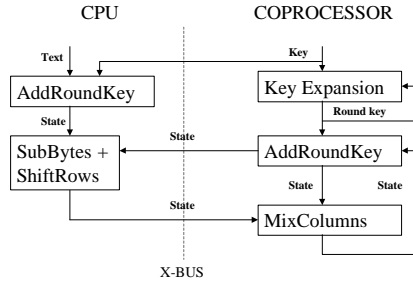 CPU
COPROCESSOR
Text
Key
AddRoundKey
Key Expansion
Round key
State
State
SubBytes +
ShiftRows
AddRoundKey
State
State
State
MixColumns
X-BUS